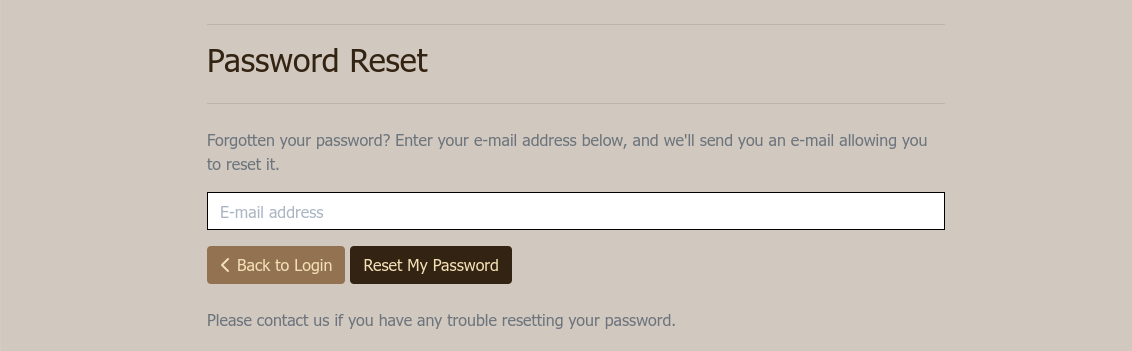 Password Reset
Forgotten your password? Enter your e-mail address below, and we'll send you an e-mail allowing you
to reset it.
E-mail address
Back to Login Reset My Password
Please contact us if you have any trouble resetting your password.